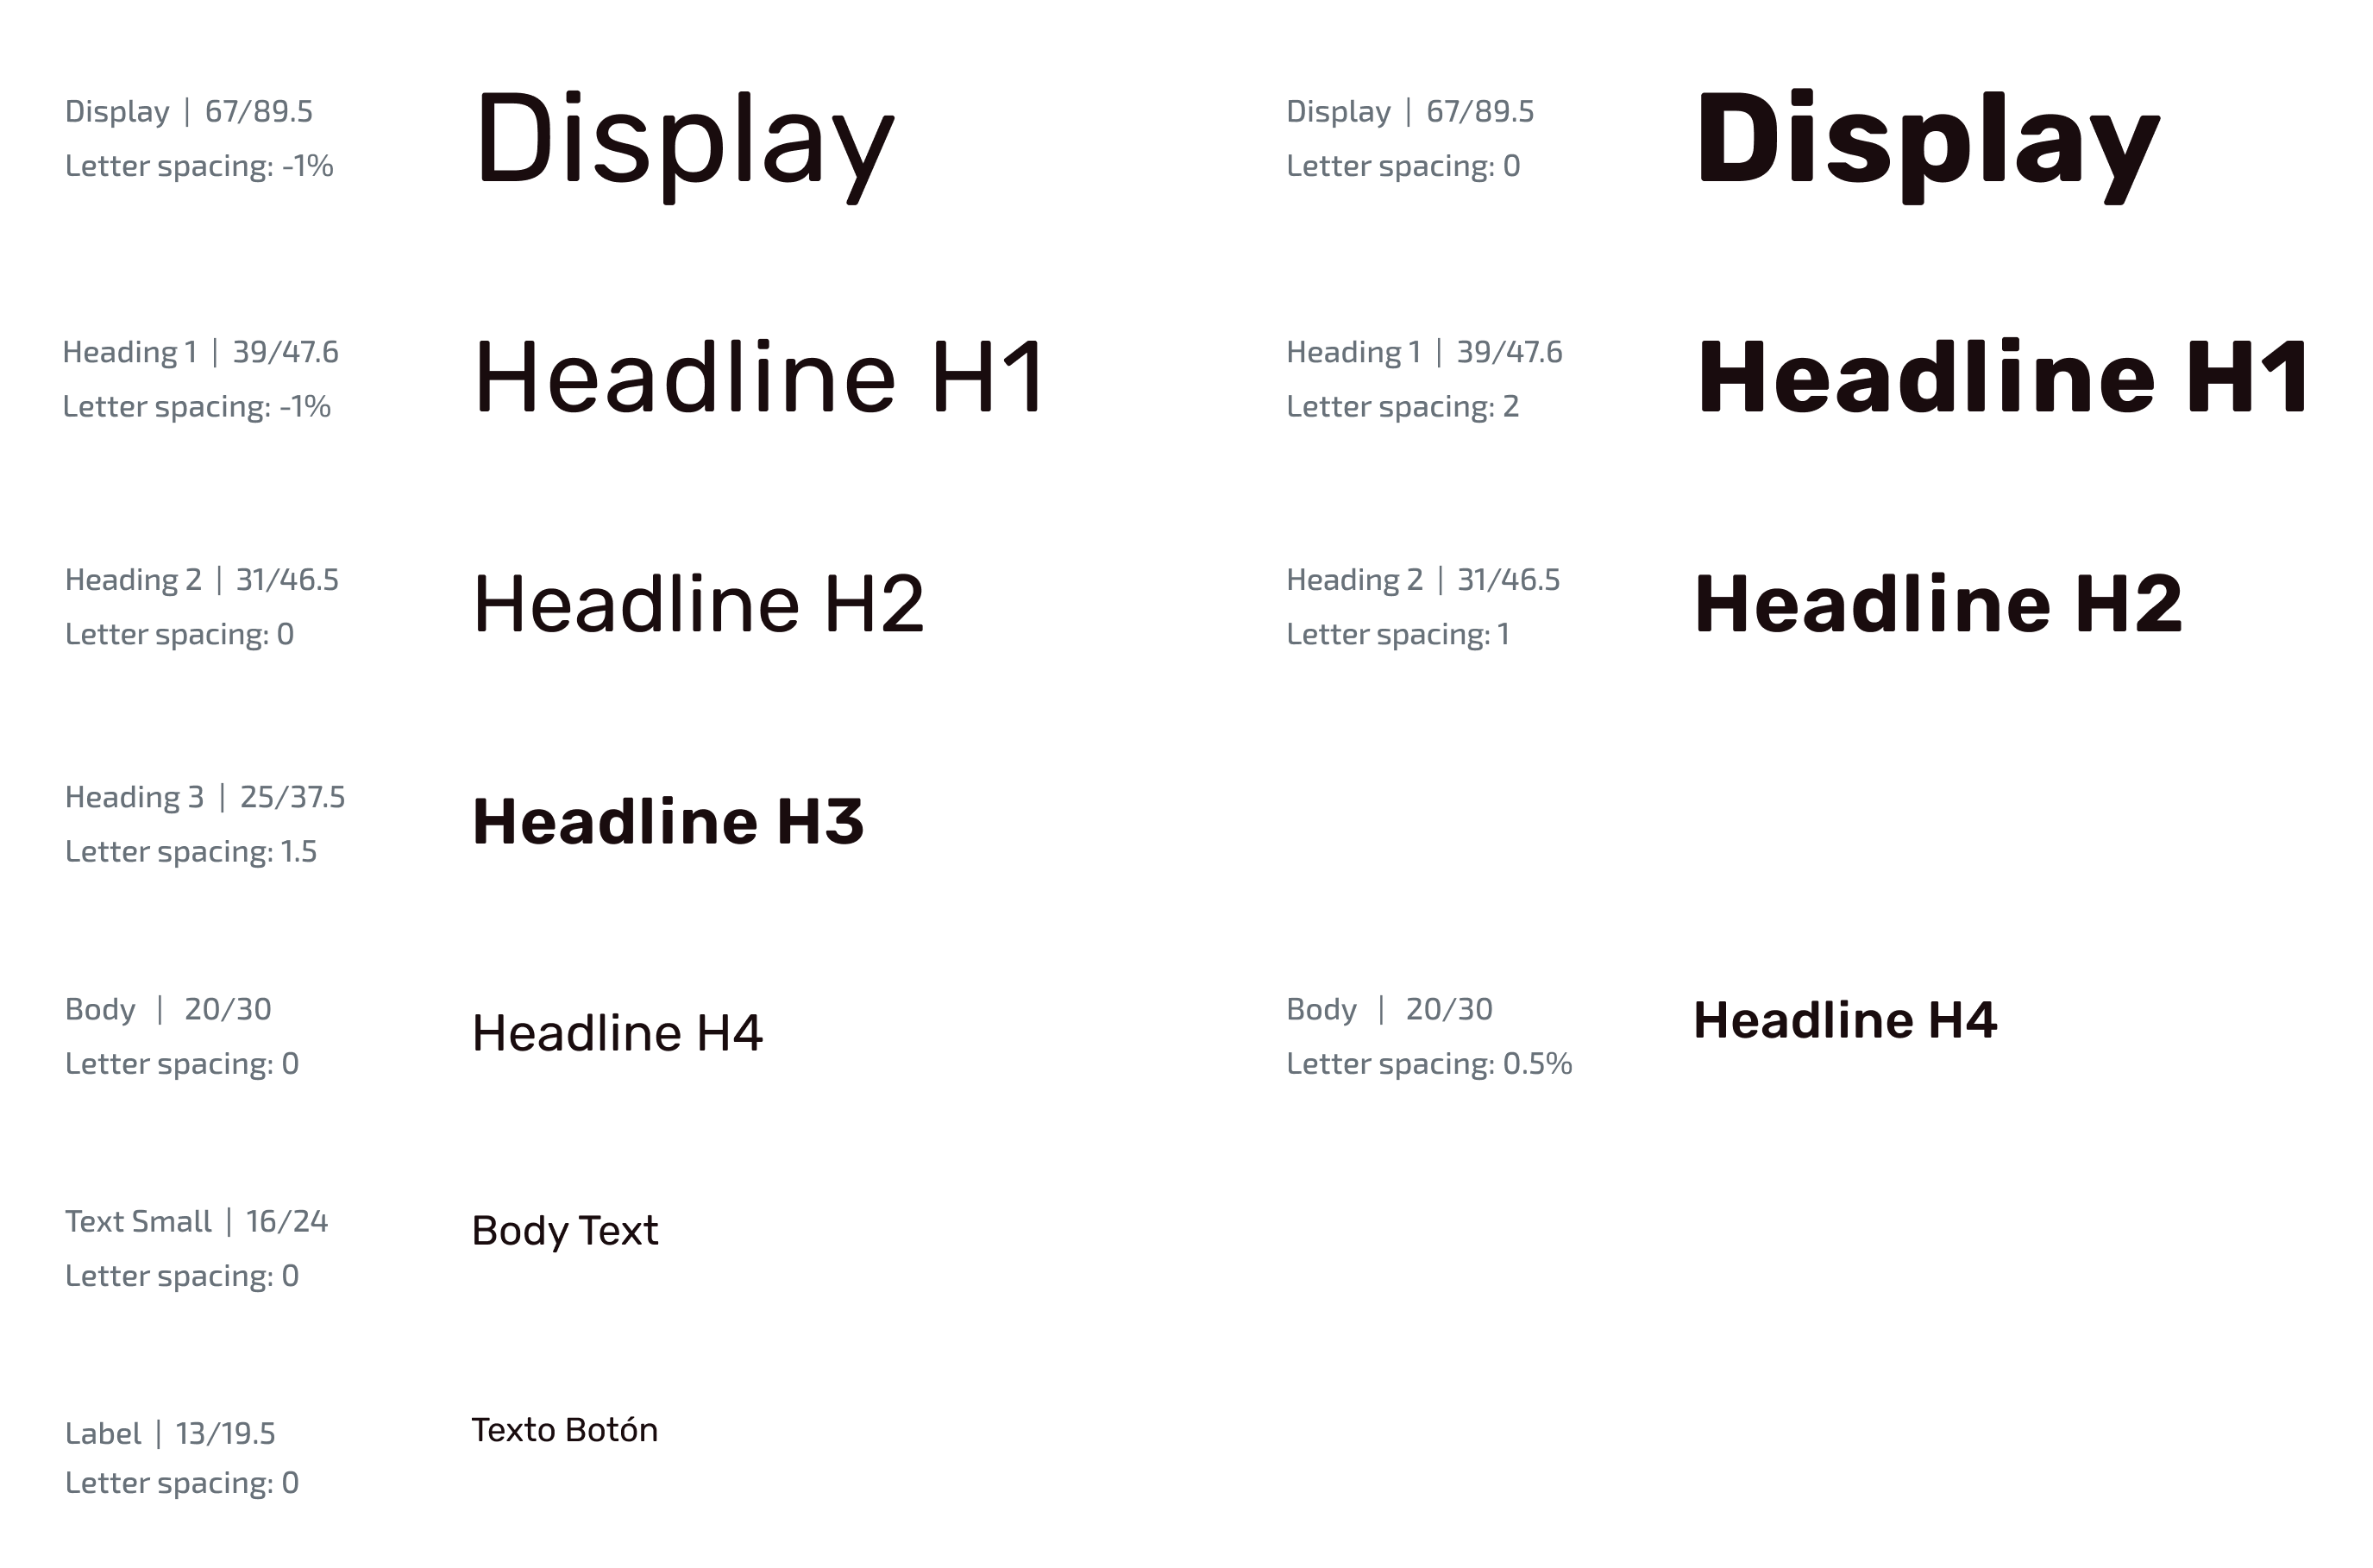 Display | 67/89.5
Letter spacing: -1%
Display
Display | 67/89.5
Letter spacing: 0
Display
Heading 1 | 39/47.6
Letter spacing: -1%
Headline H1
Heading 1 | 39/47.6
Letter spacing: 2
Headline H1
Heading 2 | 31/46.5
Letter spacing: 0
Headline H2
Heading 2 | 31/46.5
Letter spacing: 1
Headline H2
Heading 3 | 25/37.5
Letter spacing: 1.5
Headline H3
Body | 20/30
Letter spacing: 0
Headline H4
Body | 20/30
Letter spacing: 0.5%
Headline H4
Text Small | 16/24
Letter spacing: 0
Body Text
Label | 13/19.5
Letter spacing: 0
Texto Botón